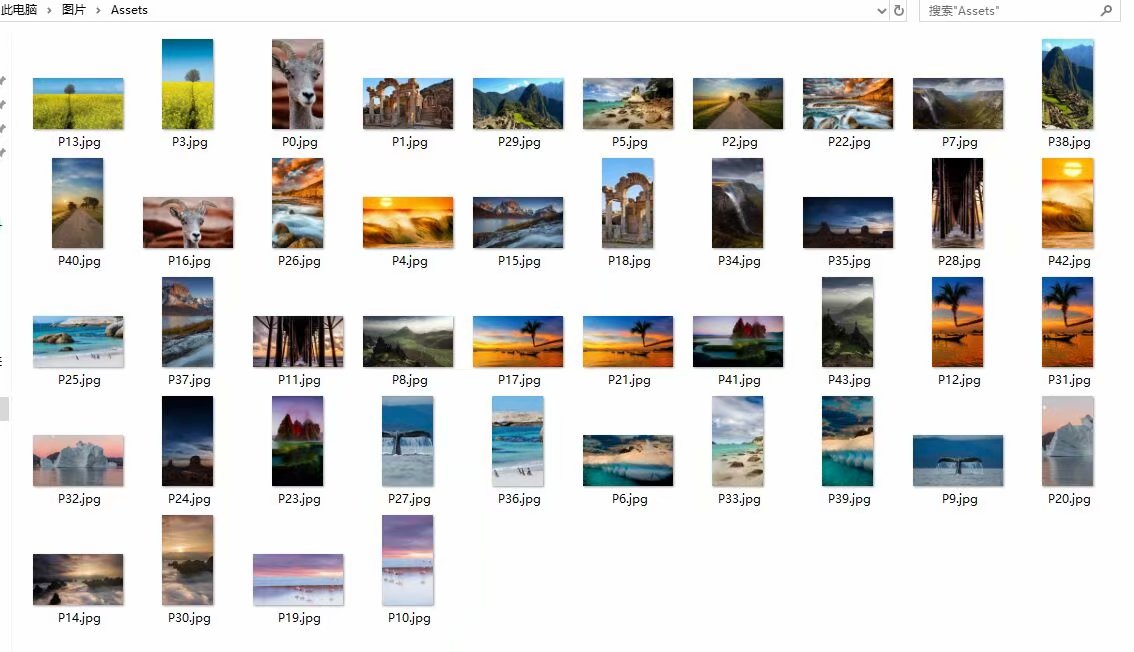 此电脑 › 图片 › Assets
搜索"Assets"
P13.jpg P3.jpg P0.jpg P1.jpg P29.jpg P5.jpg P2.jpg P22.jpg P7.jpg P38.jpg
P40.jpg P16.jpg P26.jpg P4.jpg P15.jpg P18.jpg P34.jpg P35.jpg P28.jpg P42.jpg
P25.jpg P37.jpg P11.jpg P8.jpg P17.jpg P21.jpg P41.jpg P43.jpg P12.jpg P31.jpg
P32.jpg P24.jpg P23.jpg P27.jpg P36.jpg P6.jpg P33.jpg P39.jpg P9.jpg P20.jpg
P14.jpg P30.jpg P19.jpg P10.jpg